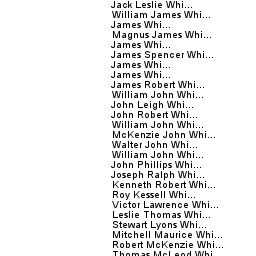 Jack Leslie Whi...
William James Whi...
James Whi...
Magnus James Whi...
James Whi...
James Spencer Whi...
James Whi...
James Whi...
James Robert Whi...
William John Whi...
John Leigh Whi...
John Robert Whi...
William John Whi...
McKenzie John Whi...
Walter John Whi...
William John Whi...
John Phillips Whi...
Joseph Ralph Whi...
Kenneth Robert Whi...
Roy Kessell Whi...
Victor Lawrence Whi...
Leslie Thomas Whi...
Stewart Lyons Whi...
Mitchell Maurice Whi...
Robert McKenzie Whi...
Thomas McLeod Whi...